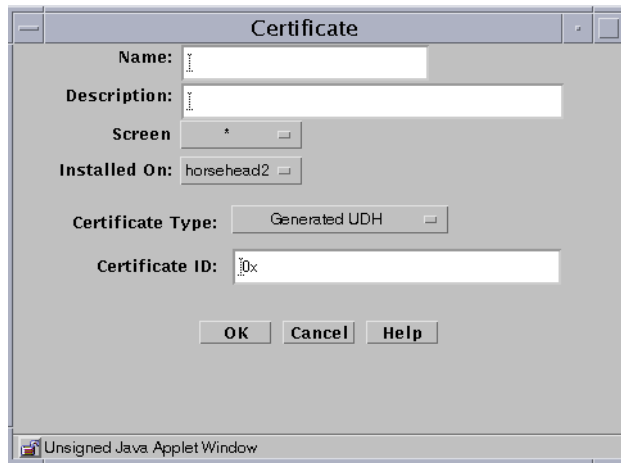 Certificate
Name:
Description:
Screen *
Installed On: horsehead2
Certificate Type: Generated UDH
Certificate ID: 0x
OK Cancel Help
Unsigned Java Applet Window